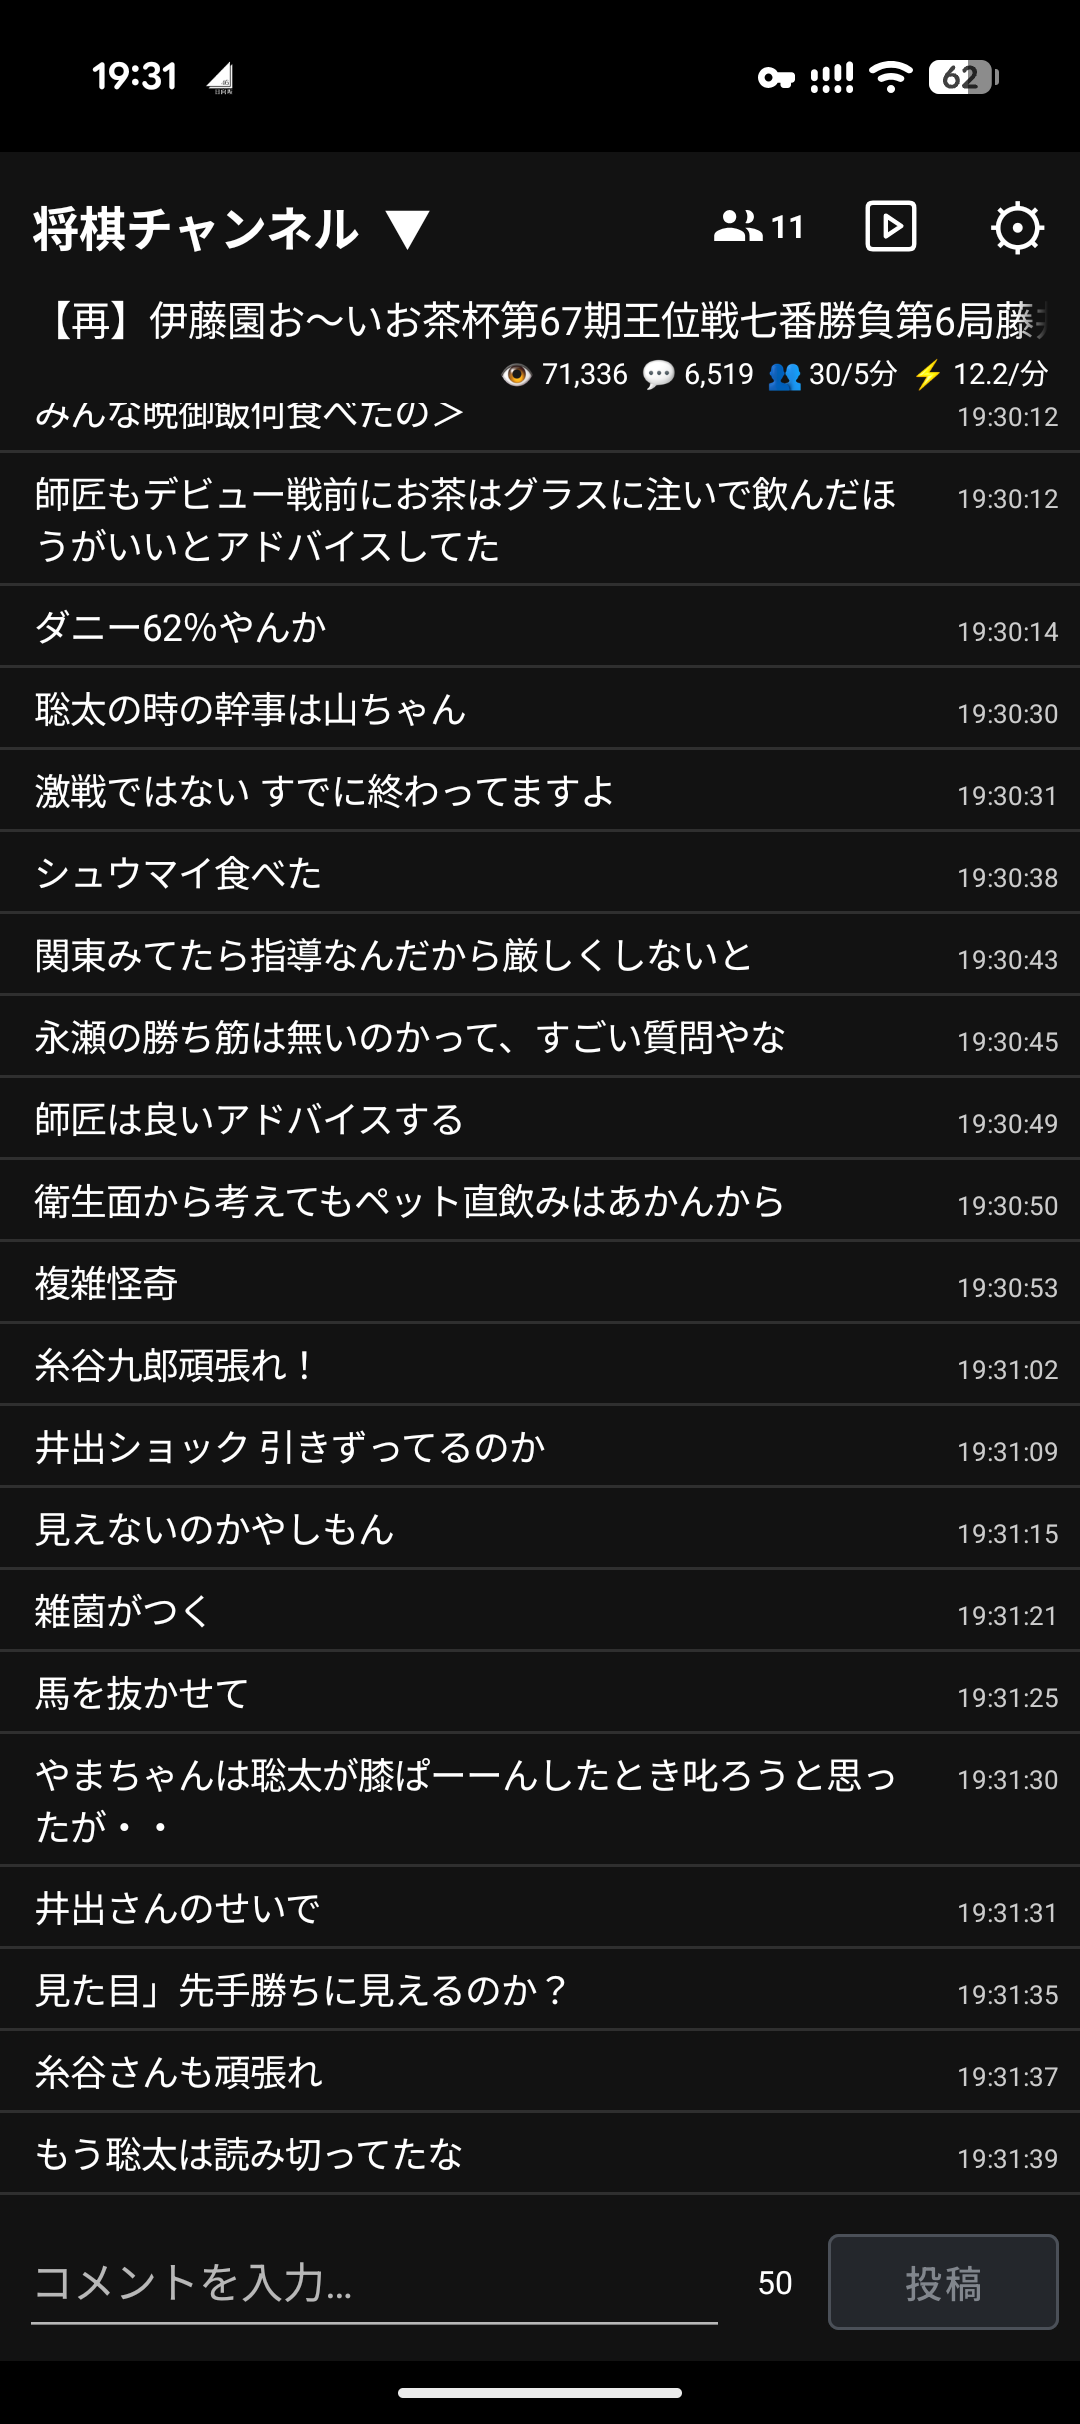 19:31
62
将棋チャンネル ▼
11
【再】伊藤園お～いお茶杯第67期王位戦七番勝負第6局藤
71,336 6,519 30/5分 12.2/分
みんな晩御飯何食べたの＞ 19:30:12
師匠もデビュー戦前にお茶はグラスに注いで飲んだほ 19:30:12
うがいいとアドバイスしてた
ダニー62％やんか 19:30:14
聡太の時の幹事は山ちゃん 19:30:30
激戦ではない すでに終わってますよ 19:30:31
シュウマイ食べた 19:30:38
関東みてたら指導なんだから厳しくしないと 19:30:43
永瀬の勝ち筋は無いのかって、すごい質問やな 19:30:45
師匠は良いアドバイスする 19:30:49
衛生面から考えてもペット直飲みはあかんから 19:30:50
複雑怪奇 19:30:53
糸谷九郎頑張れ！ 19:31:02
井出ショック 引きずってるのか 19:31:09
見えないのかやしもん 19:31:15
雑菌がつく 19:31:21
馬を抜かせて 19:31:25
やまちゃんは聡太が膝ぱーーんしたとき叱ろうと思っ 19:31:30
たが・・
井出さんのせいで 19:31:31
見た目」先手勝ちに見えるのか？ 19:31:35
糸谷さんも頑張れ 19:31:37
もう聡太は読み切ってたな 19:31:39
コメントを入力... 50 投稿